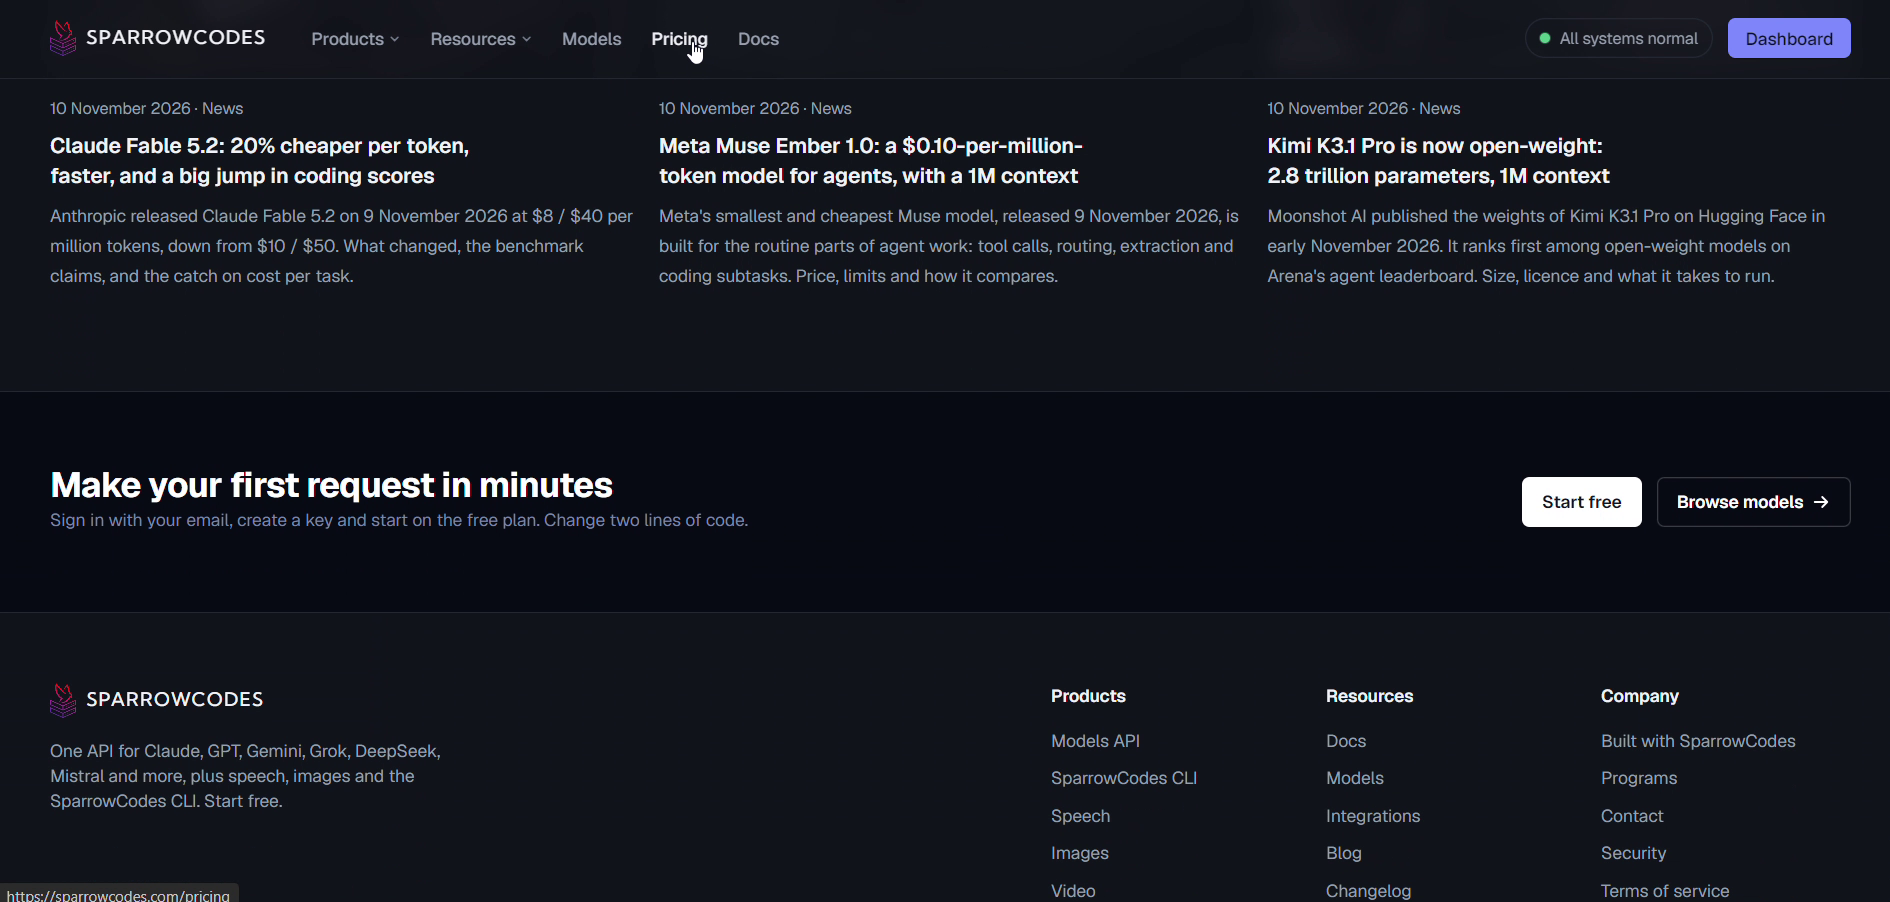 SPARROWCODES
Products
Resources
Models
Pricing
Docs
All systems normal
Dashboard
10 November 2026 · News
Claude Fable 5.2: 20% cheaper per token,
faster, and a big jump in coding scores
Anthropic released Claude Fable 5.2 on 9 November 2026 at $8 / $40 per
million tokens, down from $10 / $50. What changed, the benchmark
claims, and the catch on cost per task.
10 November 2026 · News
Meta Muse Ember 1.0: a $0.10-per-million-
token model for agents, with a 1M context
Meta's smallest and cheapest Muse model, released 9 November 2026, is
built for the routine parts of agent work: tool calls, routing, extraction and
coding subtasks. Price, limits and how it compares.
10 November 2026 · News
Kimi K3.1 Pro is now open-weight:
2.8 trillion parameters, 1M context
Moonshot AI published the weights of Kimi K3.1 Pro on Hugging Face in
early November 2026. It ranks first among open-weight models on
Arena's agent leaderboard. Size, licence and what it takes to run.
Make your first request in minutes
Sign in with your email, create a key and start on the free plan. Change two lines of code.
Start free
Browse models →
SPARROWCODES
One API for Claude, GPT, Gemini, Grok, DeepSeek,
Mistral and more, plus speech, images and the
SparrowCodes CLI. Start free.
Products
Models API
SparrowCodes CLI
Speech
Images
Video
Resources
Docs
Models
Integrations
Blog
Changelog
Company
Built with SparrowCodes
Programs
Contact
Security
Terms of service
https://sparrowcodes.com/pricing